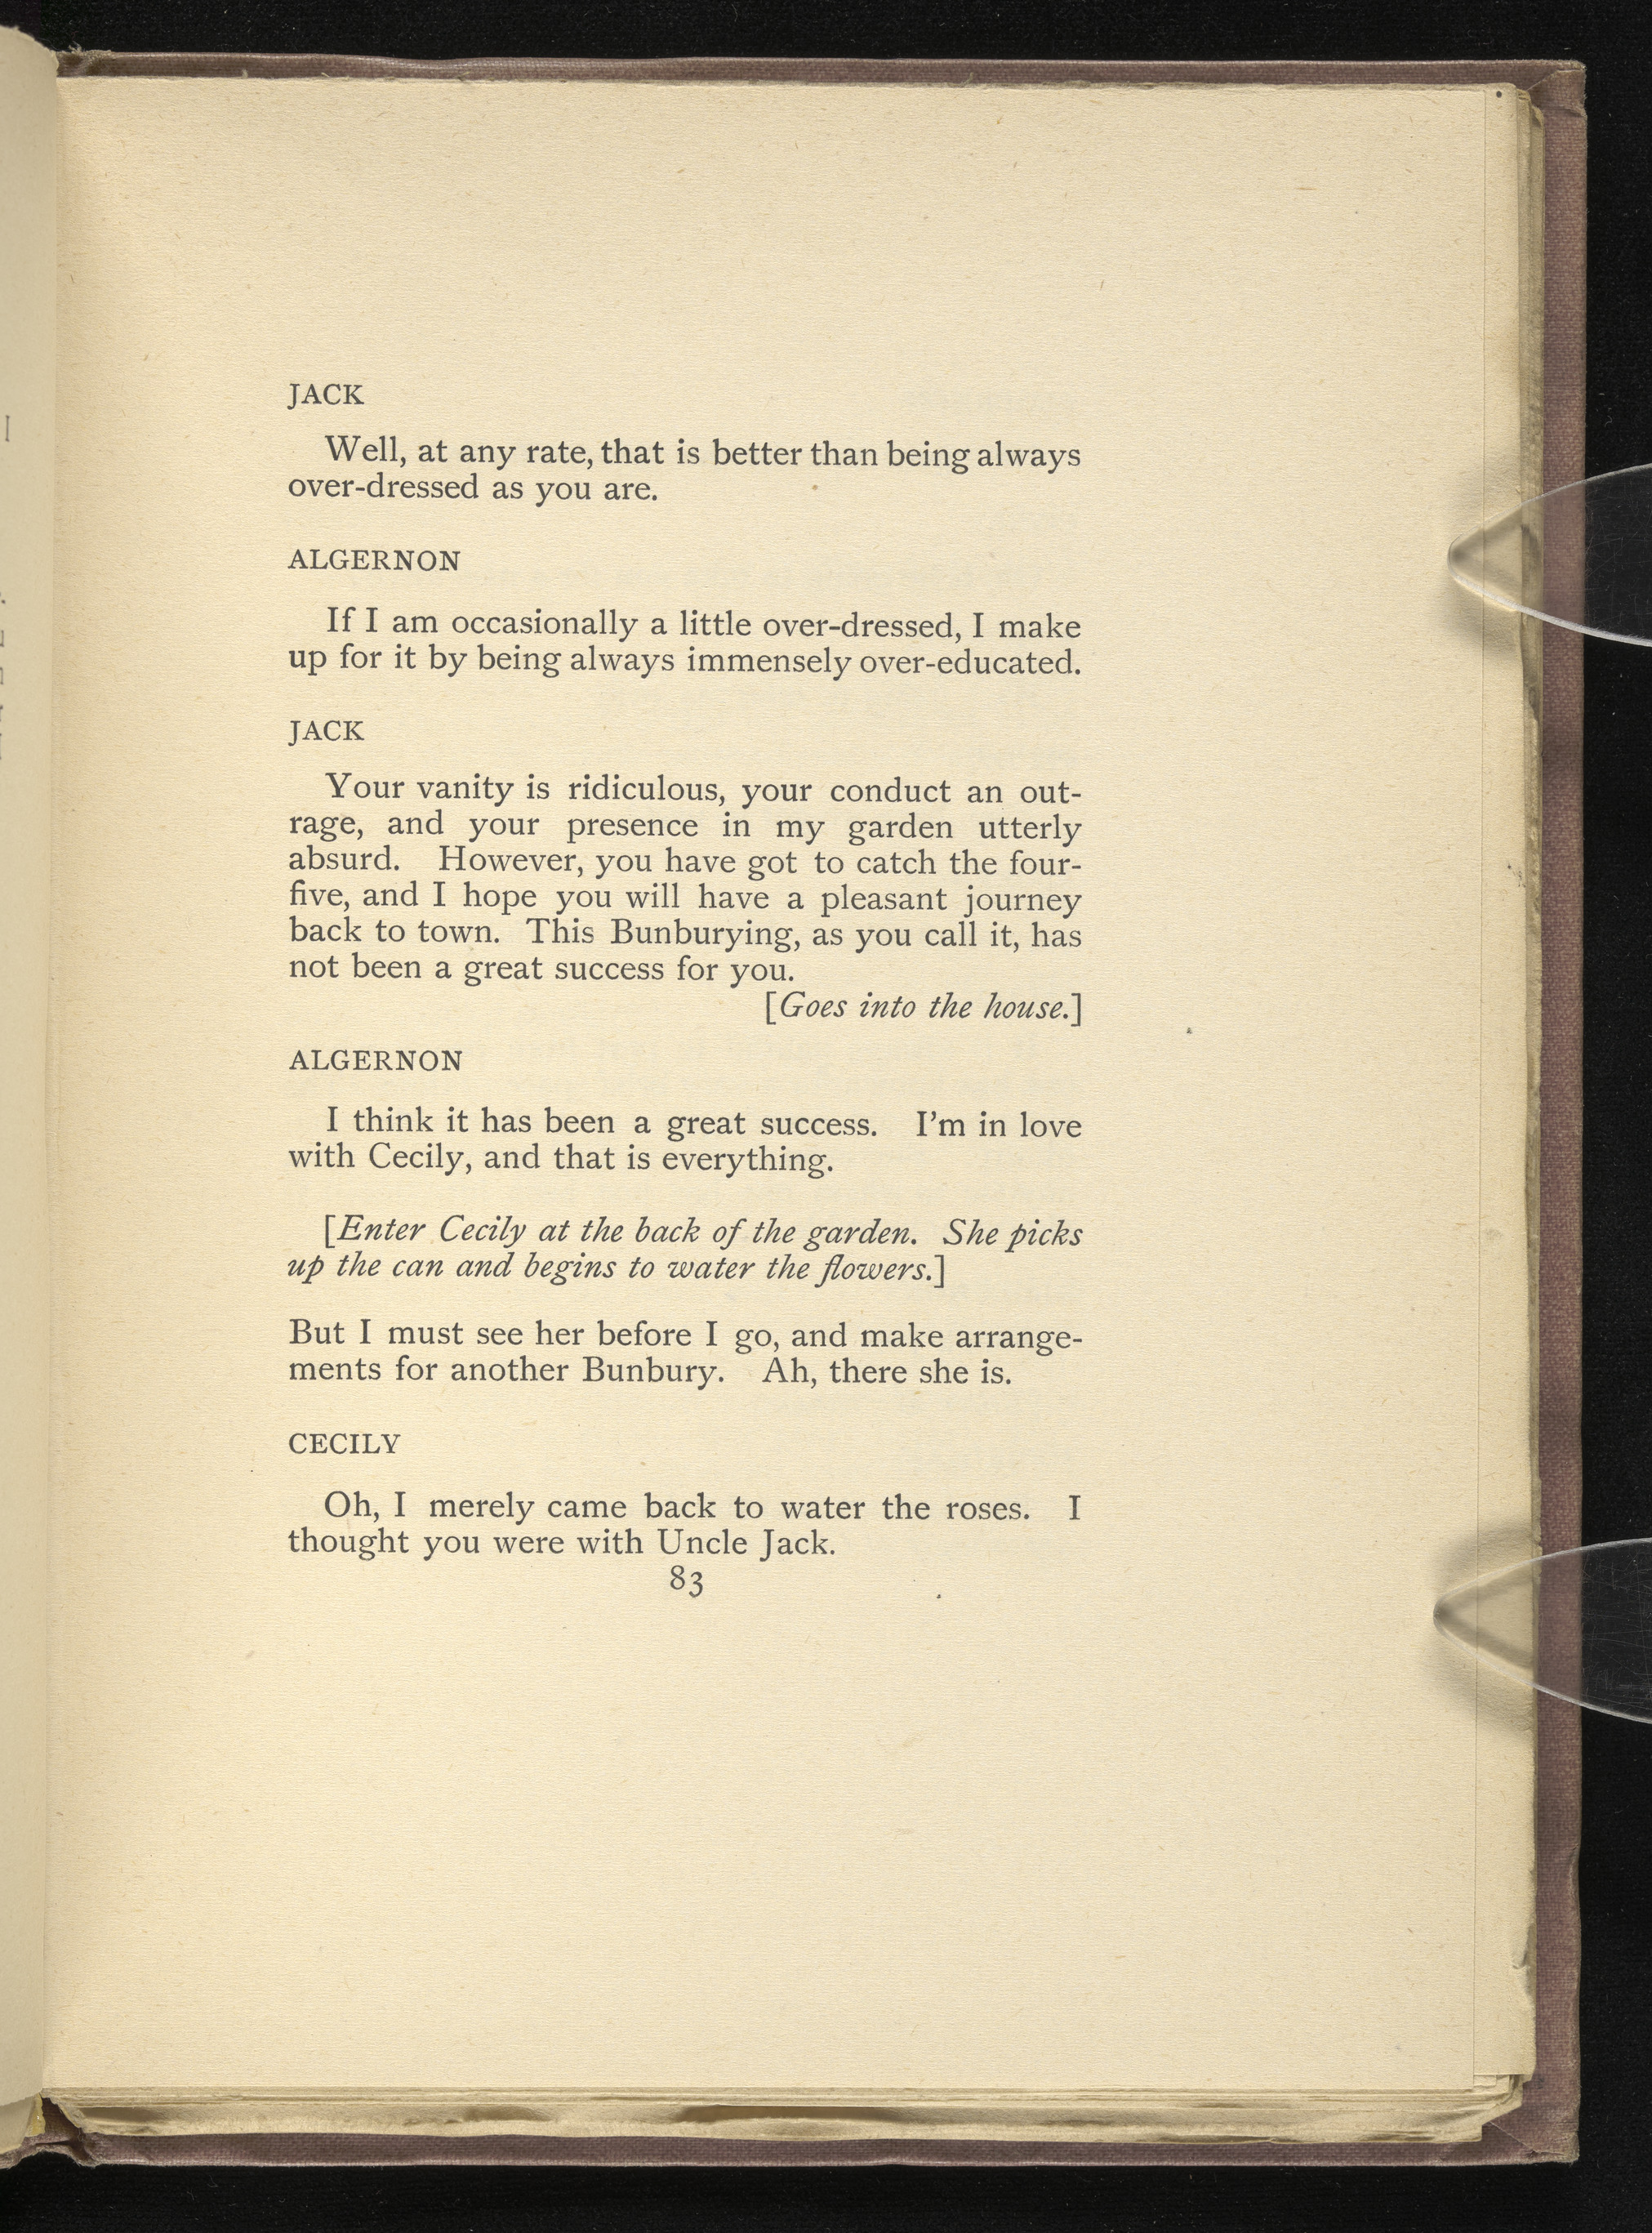 JACK
Well, at any rate, that is better than being always
over-dressed as you are.
ALGERNON
If I am occasionally a little over-dressed, I make
up for it by being always immensely over-educated.
JACK
Your vanity is ridiculous, your conduct an out-
rage, and your presence in my garden utterly
absurd. However, you have got to catch the four-
five, and I hope you will have a pleasant journey
back to town. This Bunburying, as you call it, has
not been a great success for you.
[Goes into the house.]
ALGERNON
I think it has been a great success. I'm in love
with Cecily, and that is everything.
[Enter Cecily at the back of the garden. She picks
up the can and begins to water the flowers.]
But I must see her before I go, and make arrange-
ments for another Bunbury. Ah, there she is.
CECILY
Oh, I merely came back to water the roses. I
thought you were with Uncle Jack.
83